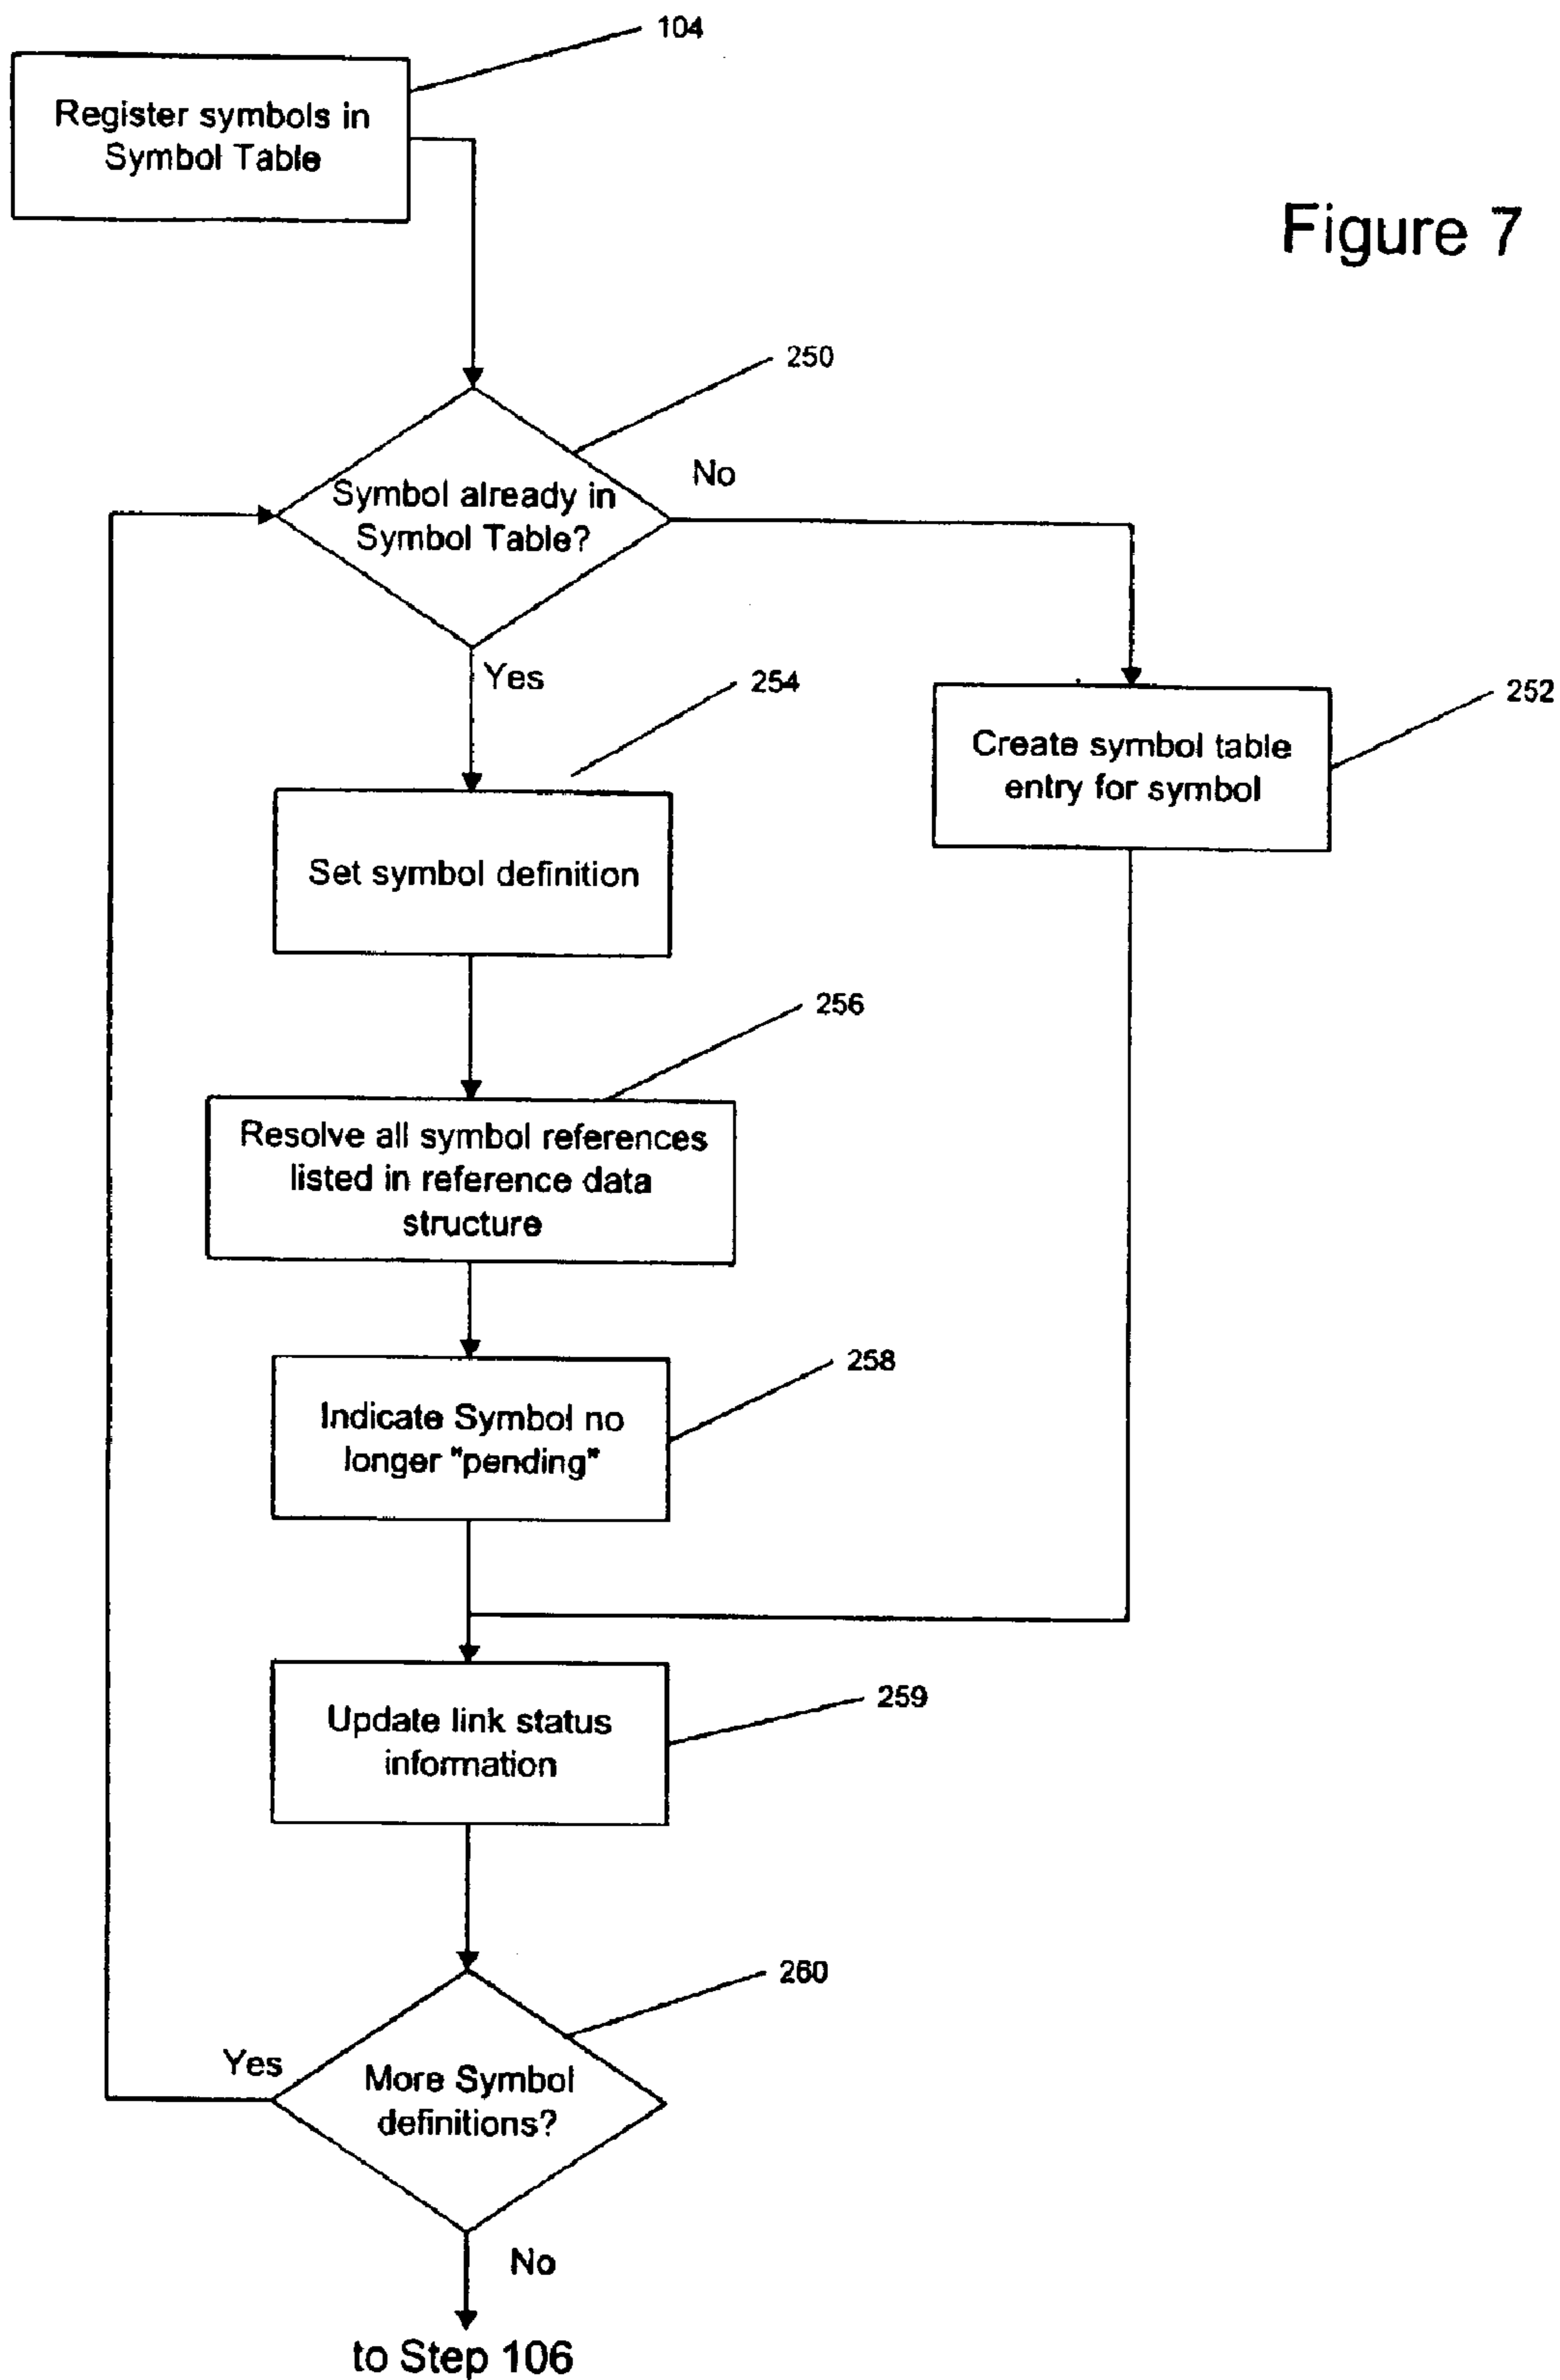 104
Register symbols in
Symbol Table
Figure 7
250
No
Symbol already in
Symbol Table?
Yes
254
252
Create symbol table
entry for symbol
Set symbol definition
256
Resolve all symbol references
listed in reference data
structure
258
Indicate Symbol no
longer "pending"
259
Update link status
information
260
Yes
More Symbol
definitions?
No
to Step 106